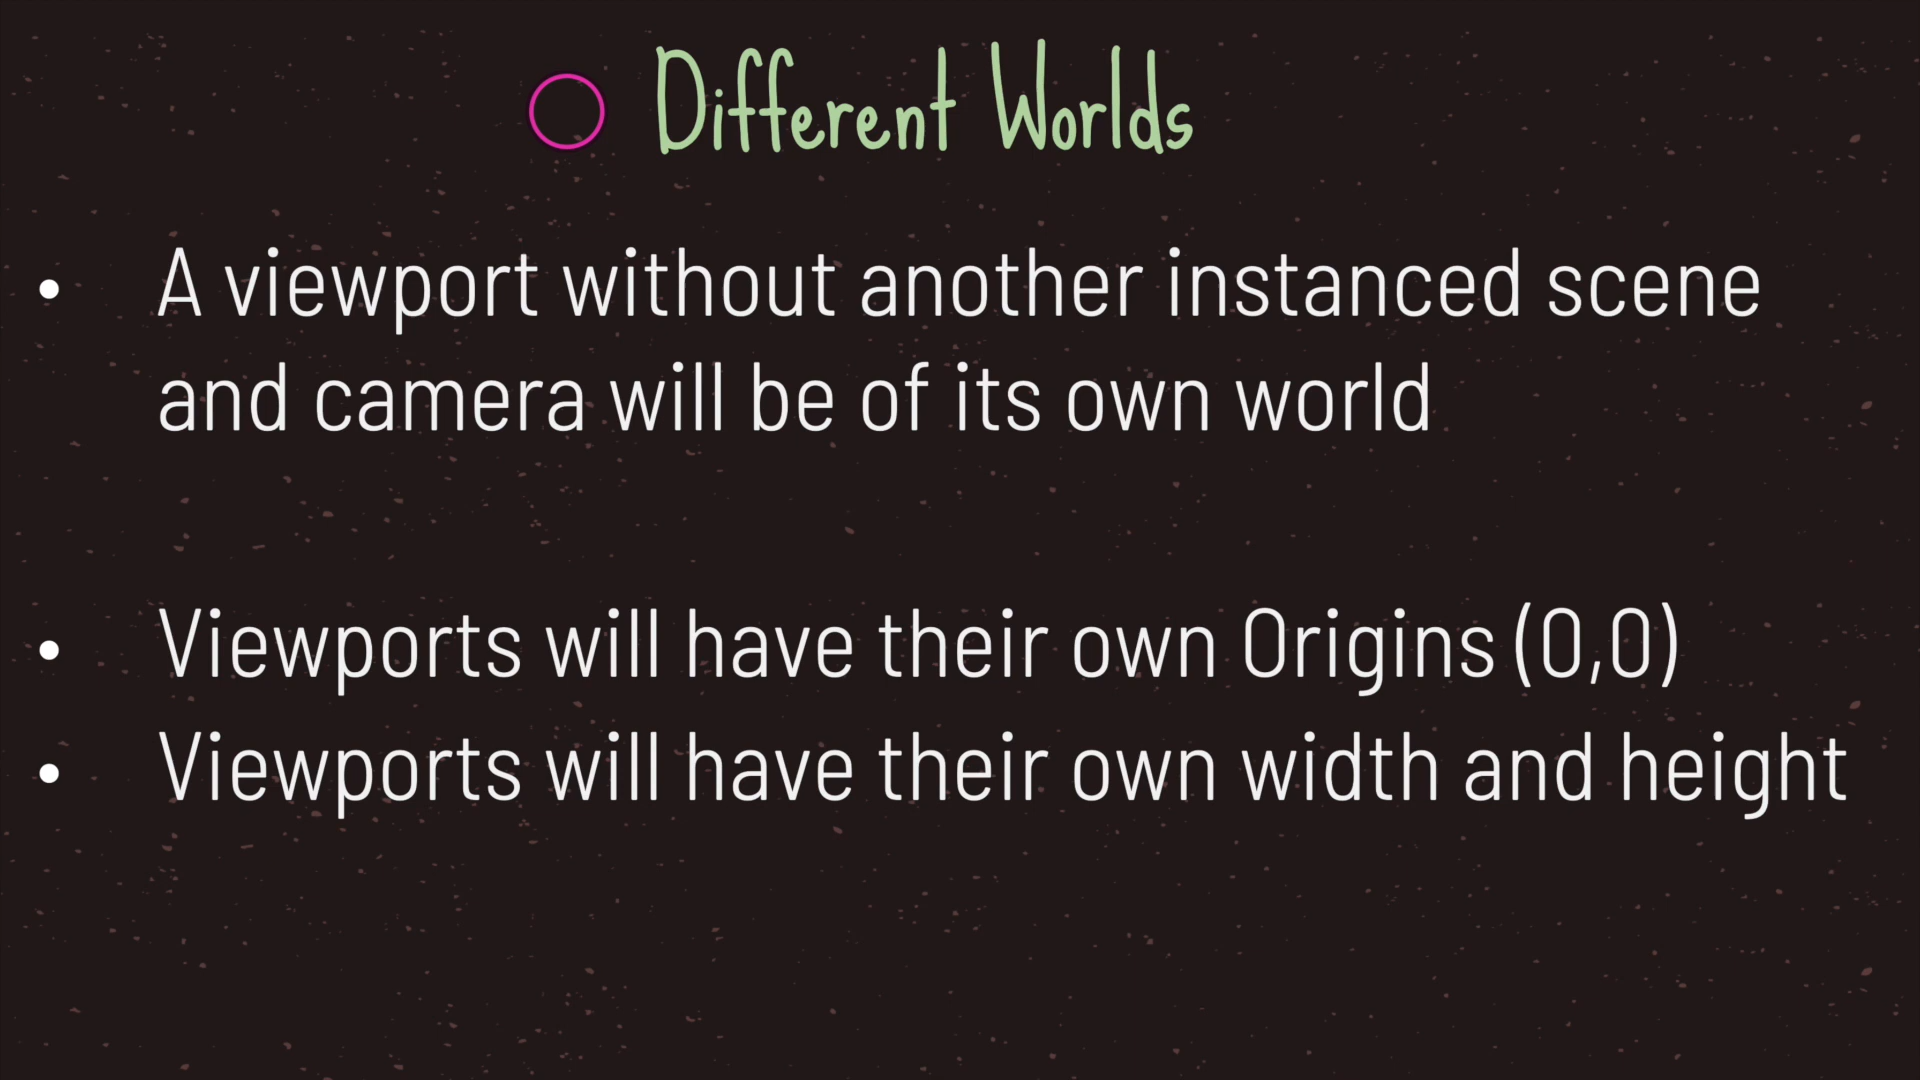 Different Worlds
• A viewport without another instanced scene
and camera will be of its own world
• Viewports will have their own Origins (0,0)
• Viewports will have their own width and height